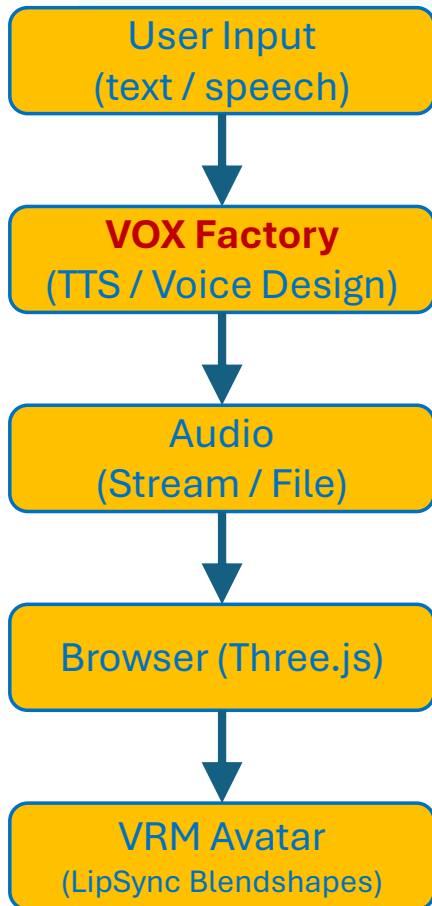 User Input
(text / speech)
VOX Factory
(TTS / Voice Design)
Audio
(Stream / File)
Browser (Three.js)
VRM Avatar
(LipSync Blendshapes)